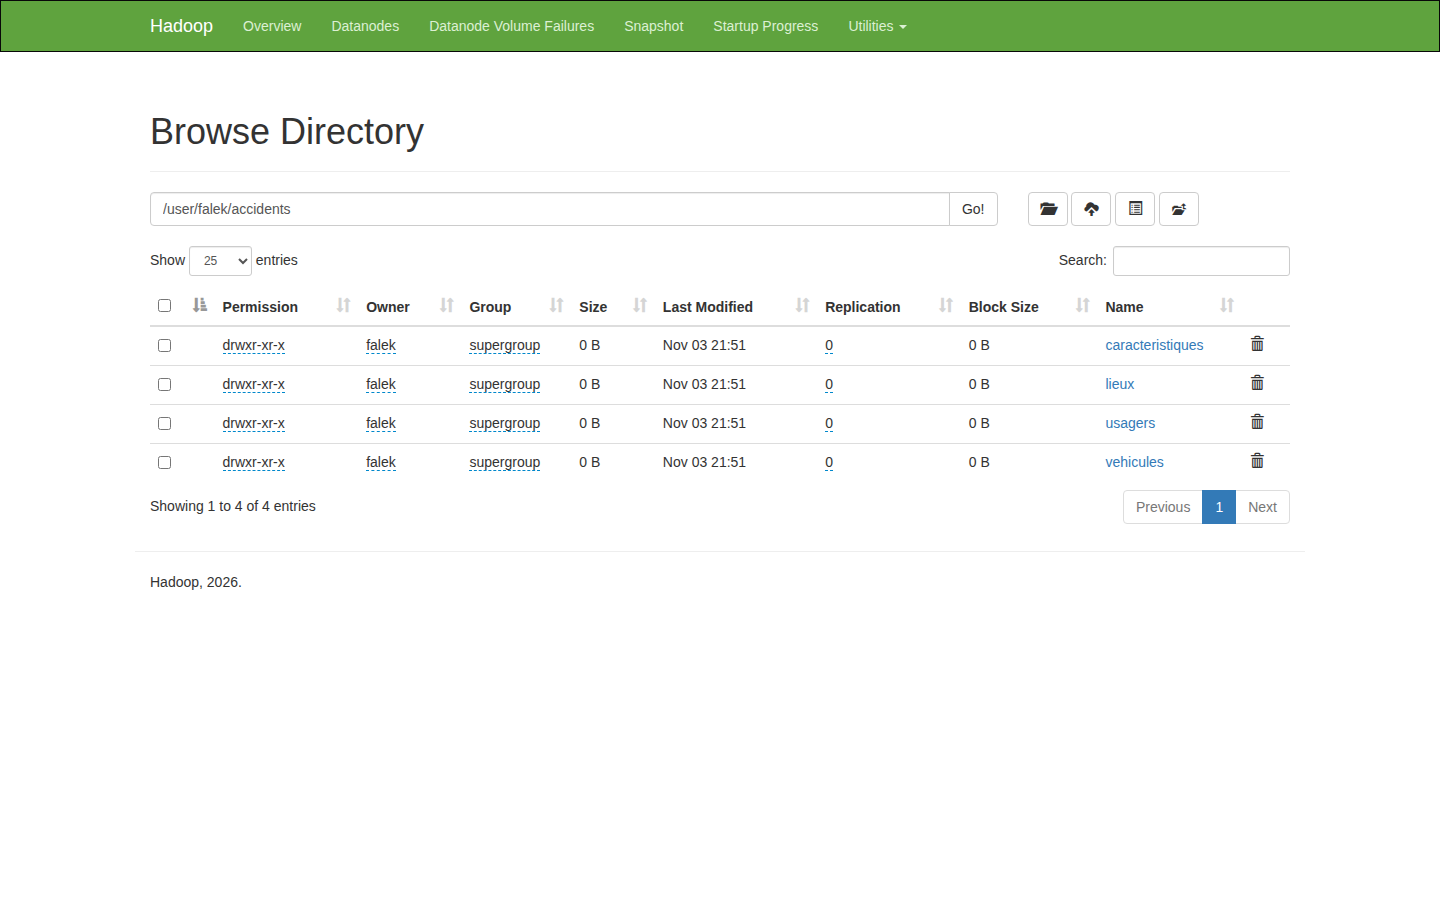 Hadoop Overview Datanodes Datanode Volume Failures Snapshot Startup Progress Utilities
Browse Directory
/user/falek/accidents Go!
Show 25 entries Search:
Permission Owner Group Size Last Modified Replication Block Size Name
drwxr-xr-x falek supergroup 0 B Nov 03 21:51 0 0 B caracteristiques
drwxr-xr-x falek supergroup 0 B Nov 03 21:51 0 0 B lieux
drwxr-xr-x falek supergroup 0 B Nov 03 21:51 0 0 B usagers
drwxr-xr-x falek supergroup 0 B Nov 03 21:51 0 0 B vehicules
Showing 1 to 4 of 4 entries Previous 1 Next
Hadoop, 2026.